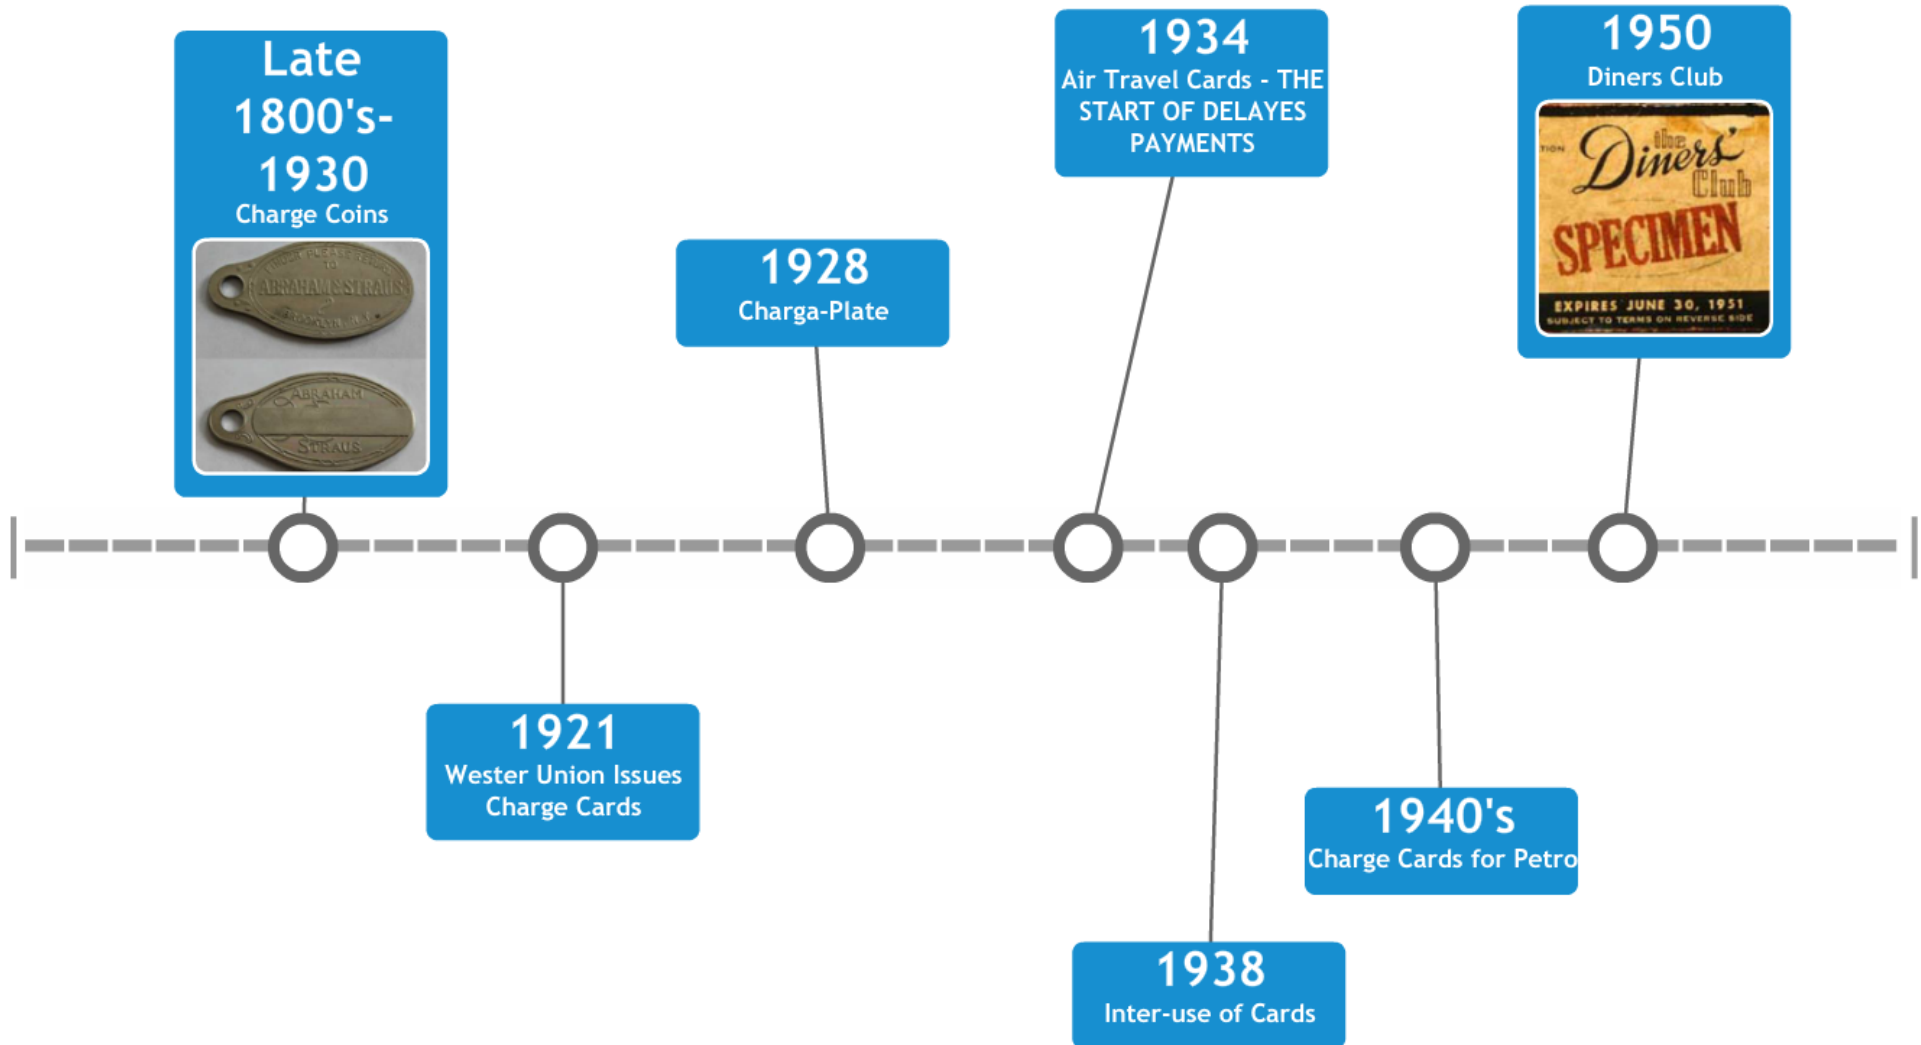 Late
1800's-
1930
Charge Coins
TO
ABRAHAM & STRAUS
ABRAHAM
STRAUS
1921
Wester Union Issues
Charge Cards
1928
Charga-Plate
1934
Air Travel Cards - THE
START OF DELAYES
PAYMENTS
1938
Inter-use of Cards
1940's
Charge Cards for Petro
1950
Diners Club
TION
the
Diners'
Club
SPECIMEN
EXPIRES JUNE 30, 1951
SUBJECT TO TERMS ON REVERSE SIDE